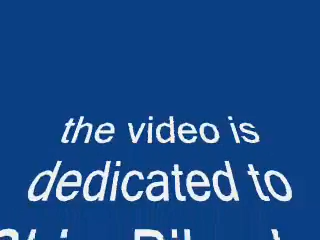 the video is
dedicated to